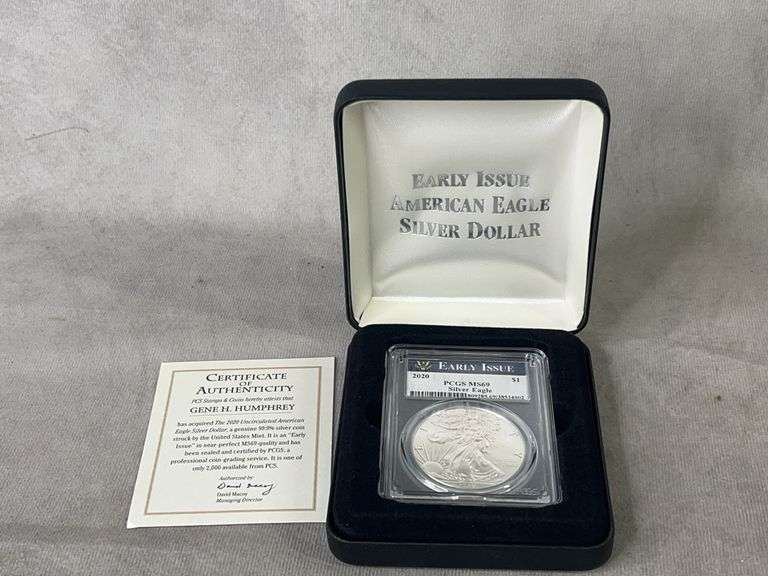 EARLY ISSUE
AMERICAN EAGLE
SILVER DOLLAR
EARLY ISSUE
2020
PCGS MS69
$1
Silver Eagle
CERTIFICATE
OF
AUTHENTICITY
PCS Stamps & Coins hereby attests that
GENE H. HUMPHREY
has acquired The 2020 Uncirculated American
Eagle Silver Dollar, a genuine 99.9% silver coin
struck by the United States Mint. It is an "Early
Issue" in near-perfect MS69 quality and has
been sealed and certified by PCGS, a
professional coin-grading service. It is one of
only 2,000 available from PCS.
Authorized by
David Macoy
David Macoy
Managing Director